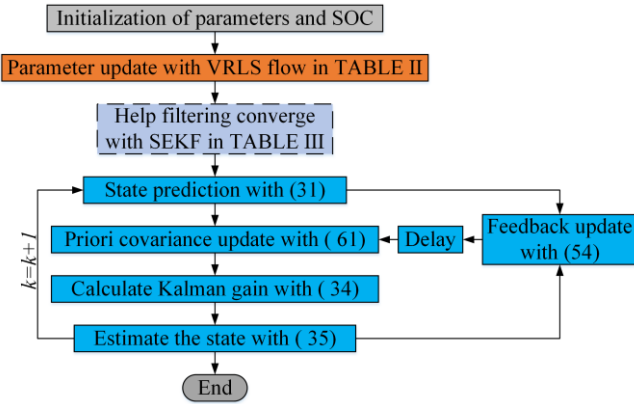 Initialization of parameters and SOC
Parameter update with VRLS flow in TABLE II
Help filtering converge
with SEKF in TABLE III
State prediction with (31)
Priori covariance update with ( 61)
Delay
Feedback update
with (54)
k=k+1
Calculate Kalman gain with ( 34)
Estimate the state with ( 35)
End